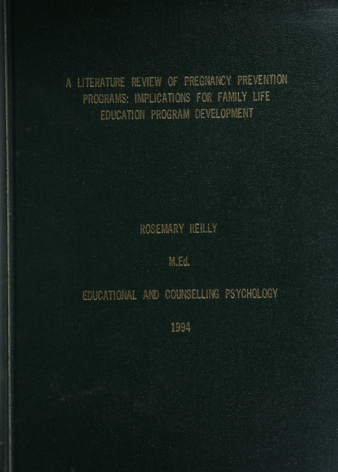 A LITERATURE REVIEW OF PREGNANCY PREVENTION
PROGRAMS: IMPLICATIONS FOR FAMILY LIFE
EDUCATION PROGRAM DEVELOPMENT
ROSEMARY REILLY
M.Ed.
EDUCATIONAL AND COUNSELLING PSYCHOLOGY
1994